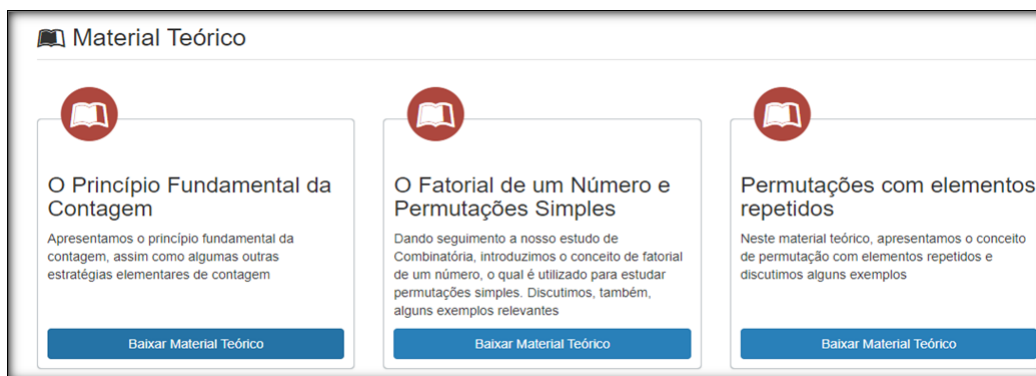 Material Teórico
O Princípio Fundamental da
Contagem
Apresentamos o princípio fundamental da
contagem, assim como algumas outras
estratégias elementares de contagem
Baixar Material Teórico
O Fatorial de um Número e
Permutações Simples
Dando seguimento a nosso estudo de
Combinatória, introduzimos o conceito de fatorial
de um número, o qual é utilizado para estudar
permutações simples. Discutimos, também,
alguns exemplos relevantes
Baixar Material Teórico
Permutações com elementos
repetidos
Neste material teórico, apresentamos o conceito
de permutação com elementos repetidos e
discutimos alguns exemplos
Baixar Material Teórico